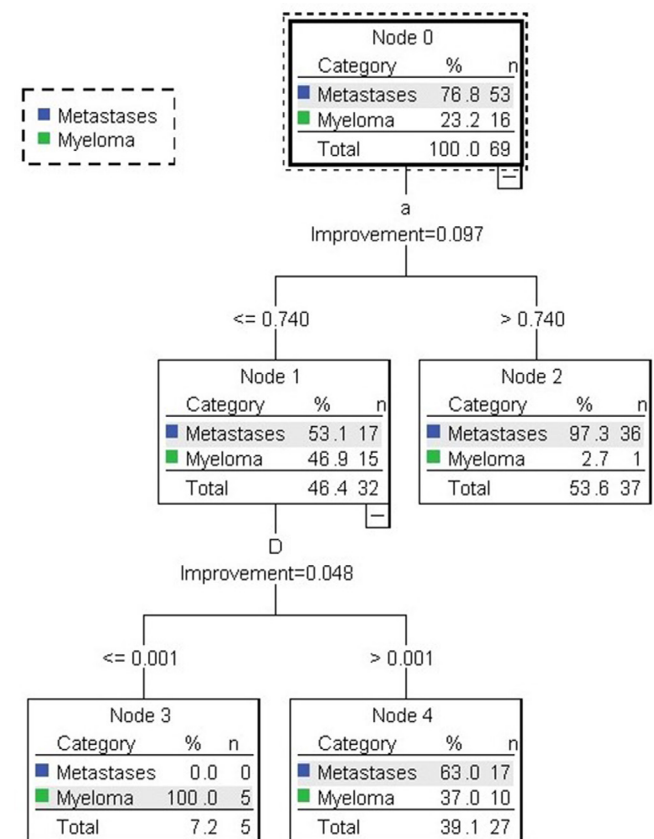 Node 0
Category % n
Metastases 76.8 53
Myeloma 23.2 16
Total 100.0 69
Metastases
Myeloma
a
Improvement=0.097
<= 0.740
> 0.740
Node 1
Category % n
Metastases 53.1 17
Myeloma 46.9 15
Total 46.4 32
Node 2
Category % n
Metastases 97.3 36
Myeloma 2.7 1
Total 53.6 37
D
Improvement=0.048
<= 0.001
> 0.001
Node 3
Category % n
Metastases 0.0 0
Myeloma 100.0 5
Total 7.2 5
Node 4
Category % n
Metastases 63.0 17
Myeloma 37.0 10
Total 39.1 27